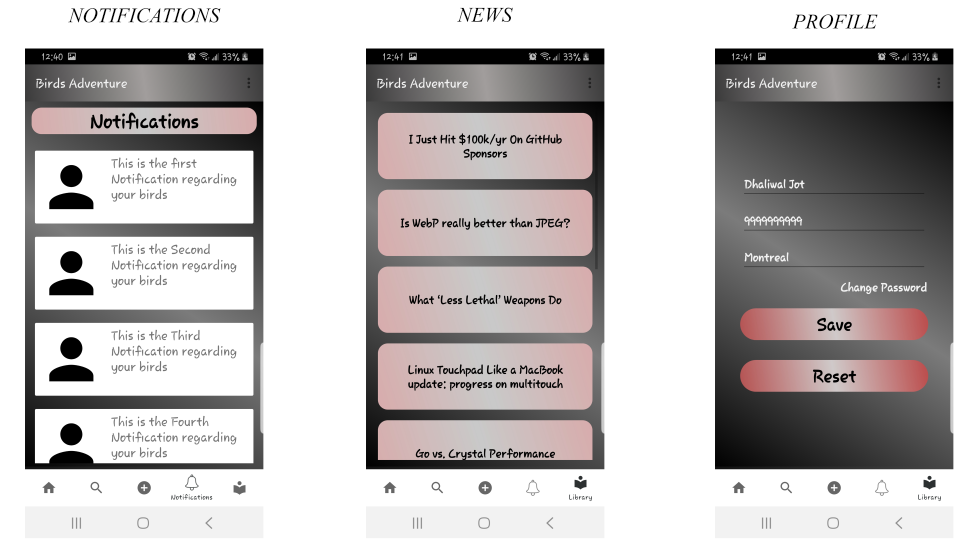 NOTIFICATIONS
12:40 33%
Birds Adventure
Notifications
This is the first
Notification regarding
your birds
This is the Second
Notification regarding
your birds
This is the Third
Notification regarding
your birds
This is the Fourth
Notification regarding
your birds
Notifications
NEWS
12:41 33%
Birds Adventure
I Just Hit $100k/yr On GitHub
Sponsors
Is WebP really better than JPEG?
What ‘Less Lethal’ Weapons Do
Linux Touchpad Like a MacBook
update: progress on multitouch
Go vs. Crystal Performance
Library
PROFILE
12:41 33%
Birds Adventure
Dhaliwal Jot
9999999999
Montreal
Change Password
Save
Reset
Library